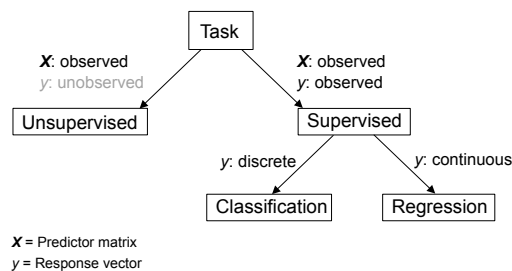 Task
X: observed
y: unobserved
X: observed
y: observed
Unsupervised
Supervised
y: discrete
y: continuous
Classification
Regression
X = Predictor matrix
y = Response vector